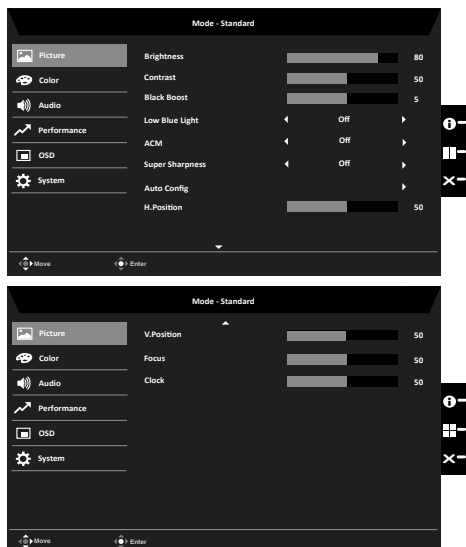 Mode - Standard
Picture
Color
Audio
Performance
OSD
System
Brightness 80
Contrast 50
Black Boost 5
Low Blue Light Off
ACM Off
Super Sharpness Off
Auto Config
H.Position 50
Move Enter
Mode - Standard
Picture
Color
Audio
Performance
OSD
System
V.Position 50
Focus 50
Clock 50
Move Enter